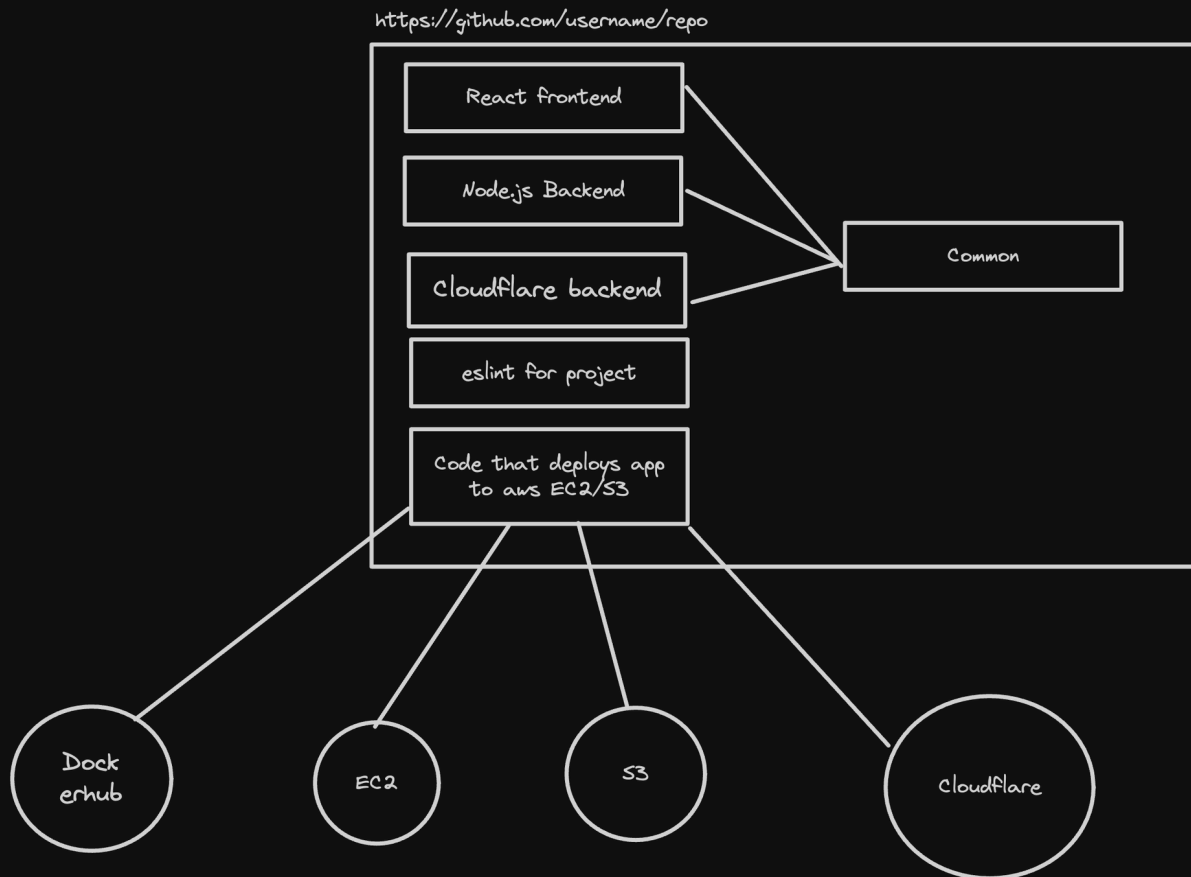 https://github.com/username/repo
React frontend
Node.js Backend
Common
Cloudflare backend
eslint for project
Code that deploys app
to aws EC2/S3
Dock
erhub
EC2
S3
Cloudflare